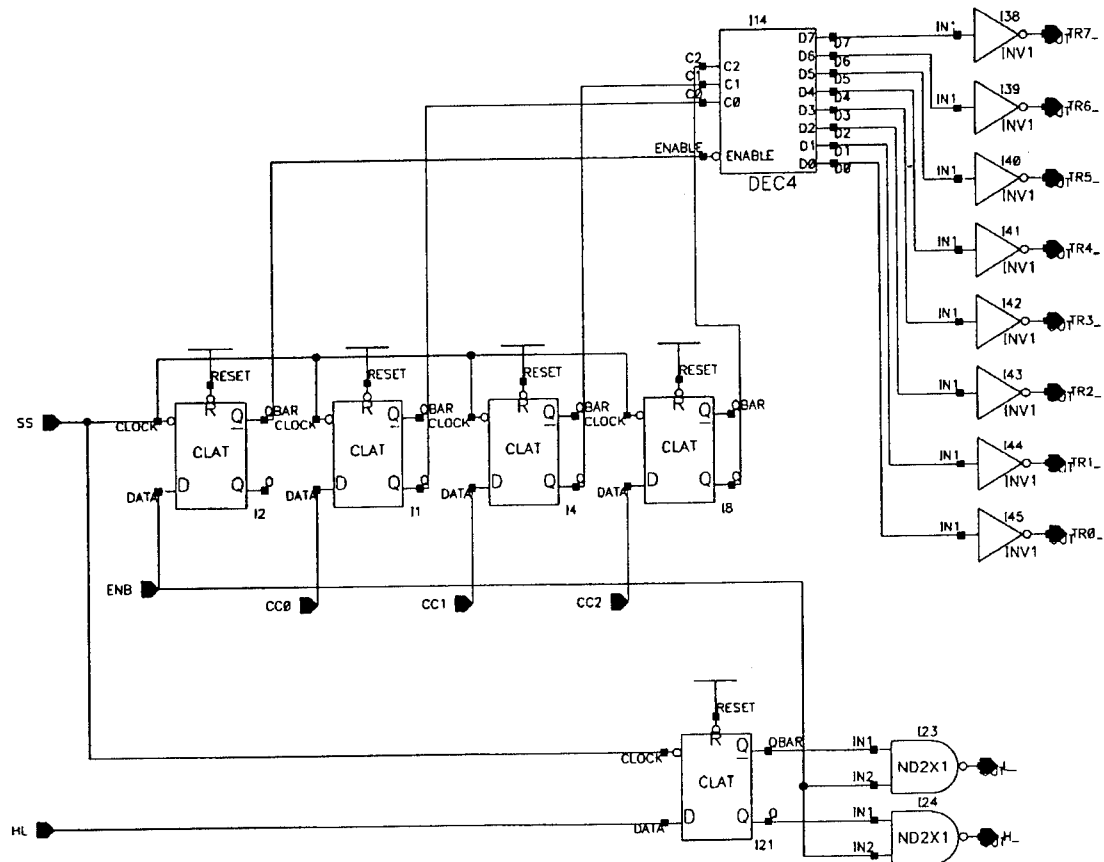 I14
C2
C1
C0
C2
C1
C0
ENABLE
ENABLE
DEC4
D7
D6
D5
D4
D3
D2
D1
D0
D7
D6
D5
D4
D3
D2
D1
D0
IN1
I38
INV1
TR7_
IN1
I39
INV1
TR6_
IN1
I40
INV1
TR5_
IN1
I41
INV1
TR4_
IN1
I42
INV1
TR3_
IN1
I43
INV1
TR2_
IN1
I44
INV1
TR1_
IN1
I45
INV1
TR0_
SS
RESET
R
CLOCK
Q
QBAR
CLAT
DATA
D
Q
Q
I2
RESET
R
CLOCK
Q
QBAR
CLAT
DATA
D
Q
Q
I1
RESET
R
CLOCK
Q
QBAR
CLAT
DATA
D
Q
Q
I4
RESET
R
CLOCK
Q
QBAR
CLAT
DATA
D
Q
Q
I8
ENB
CC0
CC1
CC2
RESET
R
CLOCK
Q
QBAR
CLAT
DATA
D
Q
Q
I21
HL
IN1
IN2
I23
ND2X1
IN1
IN2
I24
ND2X1
H_